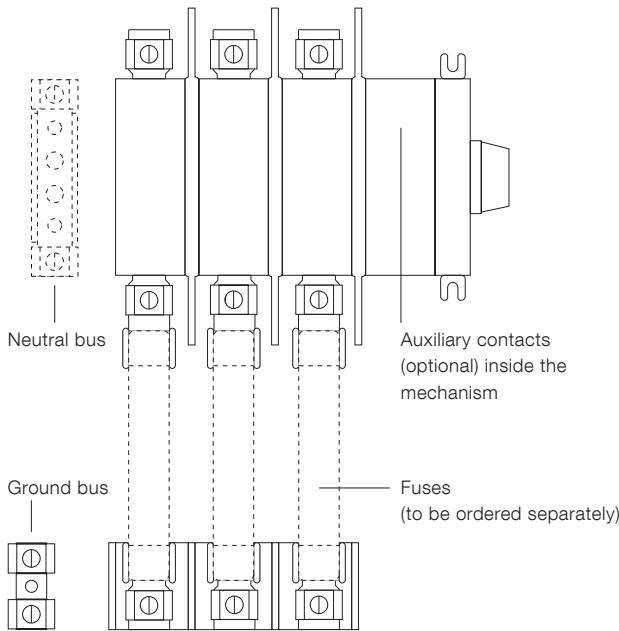 Neutral bus
Auxiliary contacts
(optional) inside the
mechanism
Ground bus
Fuses
(to be ordered separately)